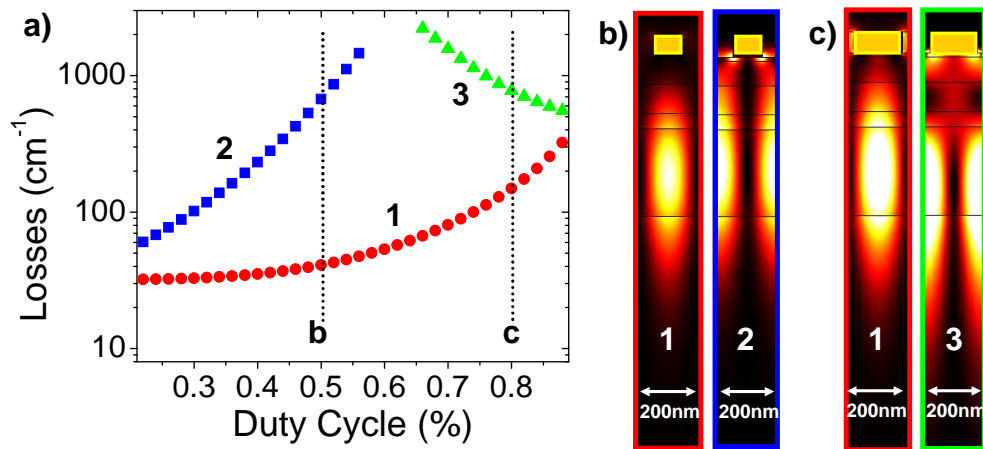 a)
Losses (cm⁻¹)
1000
100
10
2
3
1
b
c
0.3 0.4 0.5 0.6 0.7 0.8
Duty Cycle (%)
b)
1
200nm
2
200nm
c)
1
200nm
3
200nm